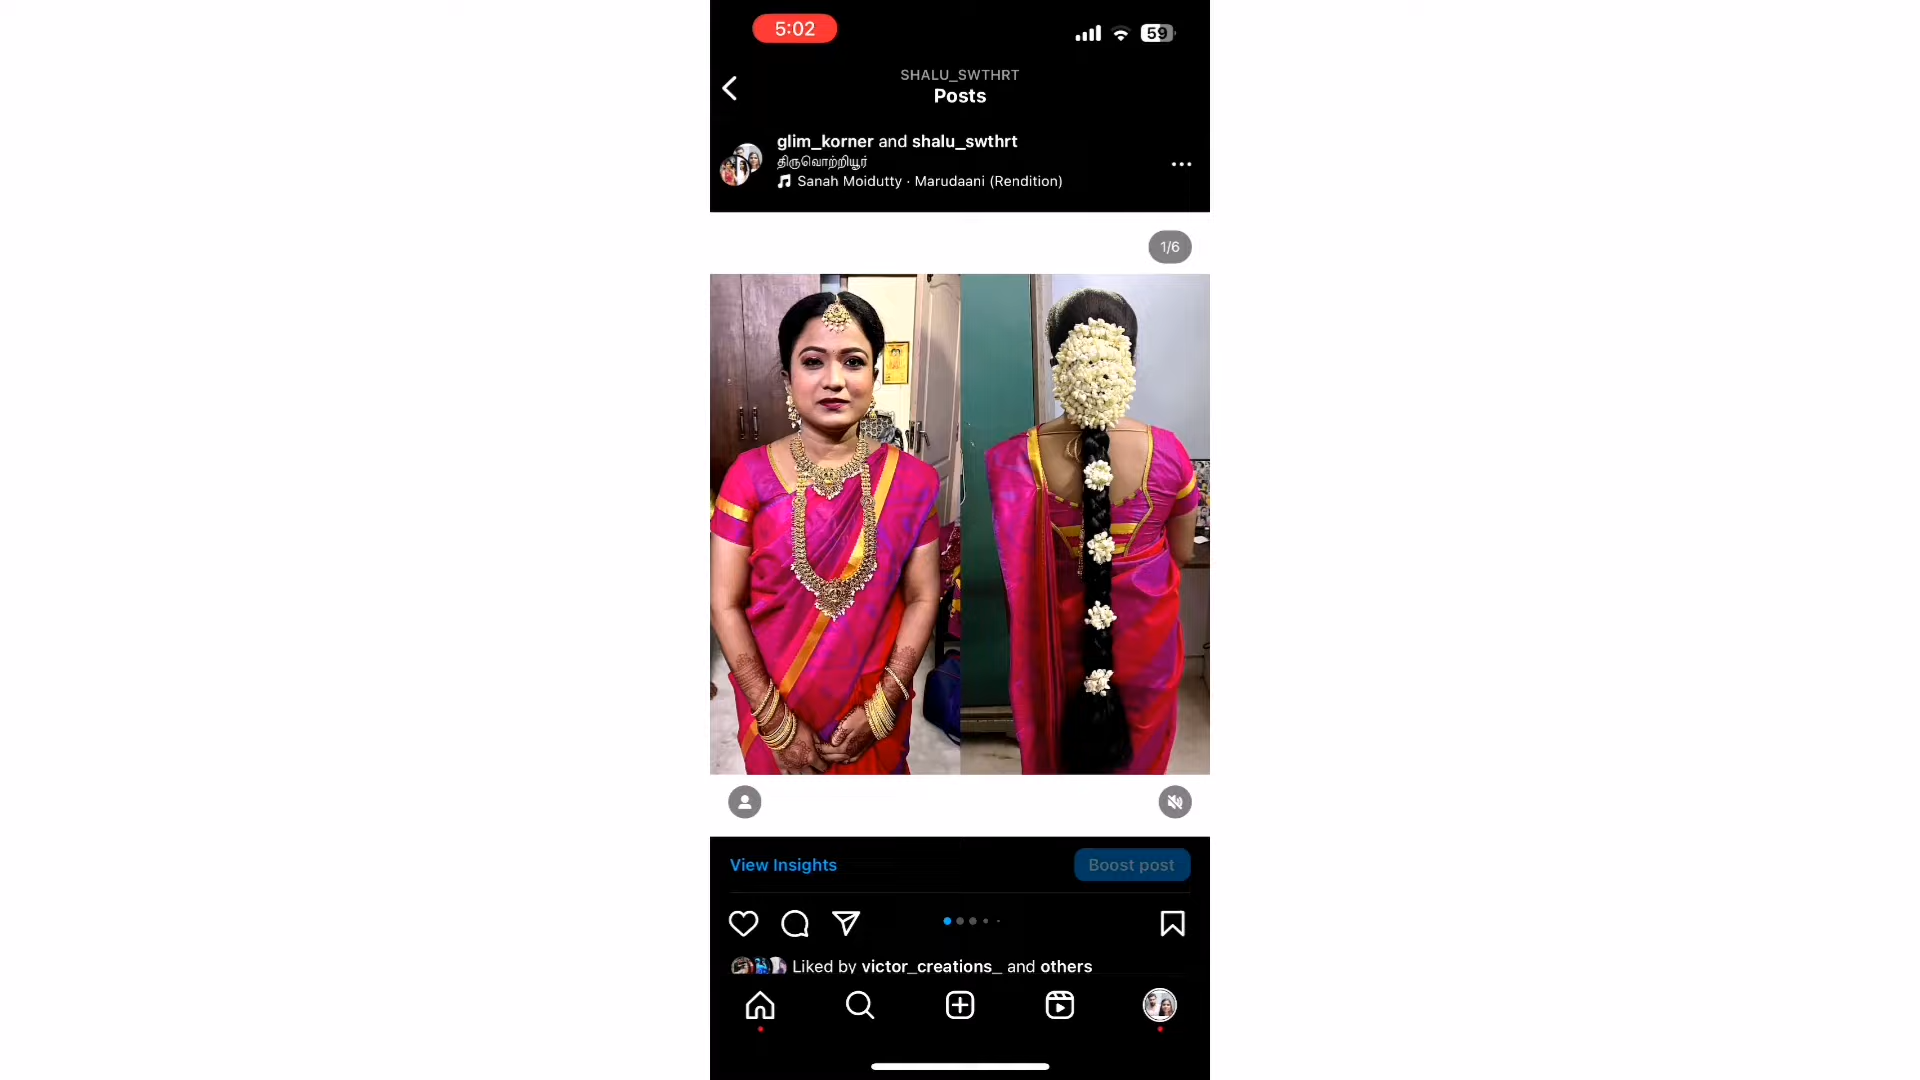 5:02
59
SHALU_SWTHRT
Posts
glim_korner and shalu_swthrt
திருவொற்றியூர்
Sanah Moidutty · Marudaani (Rendition)
1/6
View Insights
Boost post
Liked by victor_creations_ and others